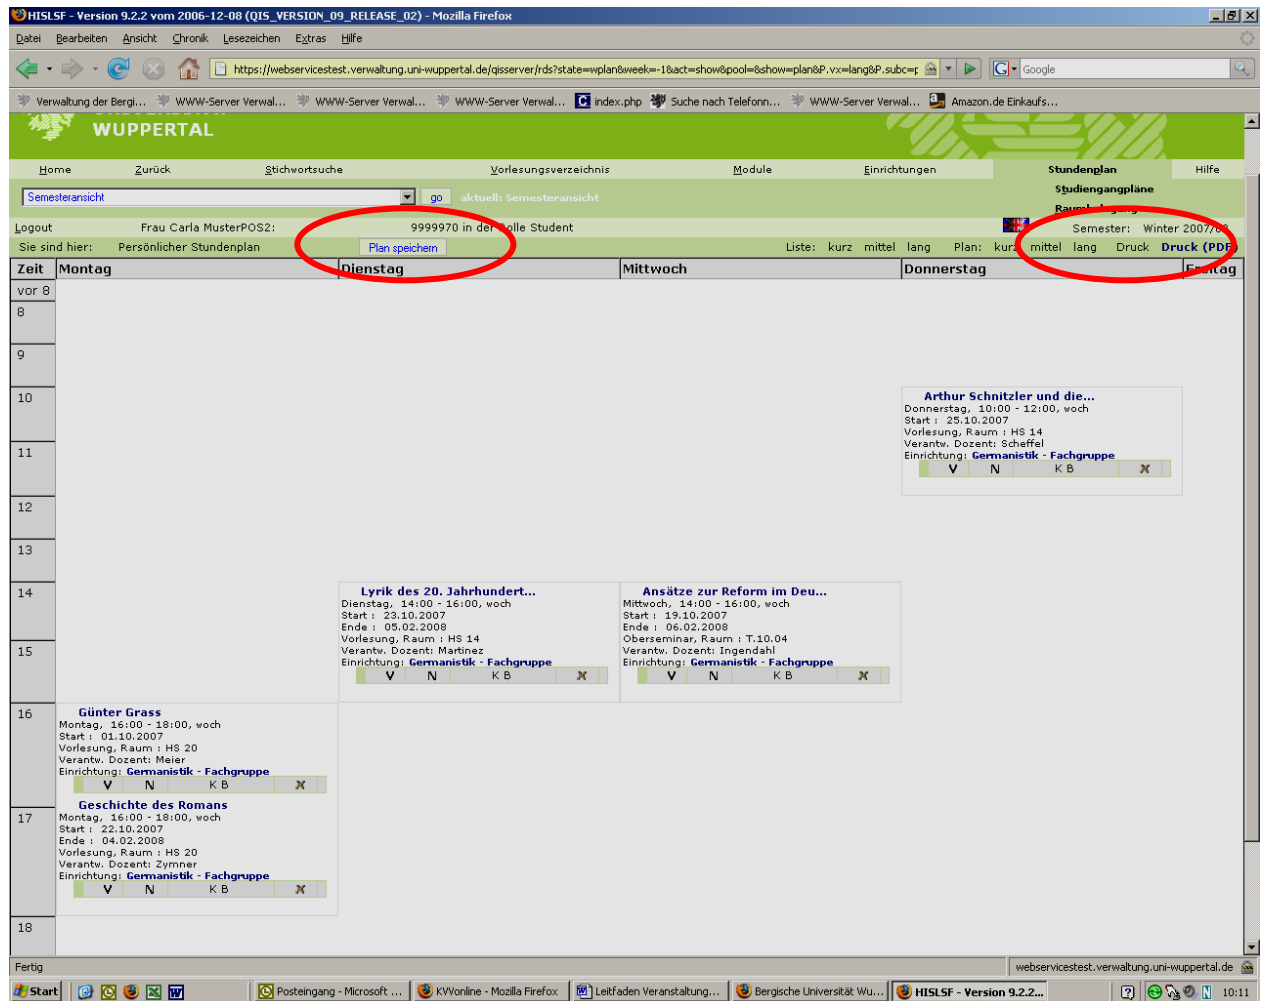 HISLSF - Version 9.2.2 vom 2006-12-08 (QIS_VERSION_09_RELEASE_02) - Mozilla Firefox
Datei Bearbeiten Ansicht Chronik Lesezeichen Extras Hilfe
https://webservicestest.verwaltung.uni-wuppertal.de/qisserver/rds?state=wplan&week=-1&act=show&pool=&show=plan&P.vx=lang&P.subc=p
Google
Verwaltung der Bergi... WWW-Server Verwal... WWW-Server Verwal... WWW-Server Verwal... index.php Suche nach Telefonn... WWW-Server Verwal... Amazon.de Einkaufs...
WUPPERTAL
Home Zurück Stichwortsuche Vorlesungsverzeichnis Module Einrichtungen Stundenplan Hilfe
Semesteransicht go aktuell: Semesteransicht
Studiengangpläne
Logout Frau Carla MusterPOS2: 9999970 in der Rolle Student Semester: Winter 2007/08
Sie sind hier: Persönlicher Stundenplan Plan speichern Liste: kurz mittel lang Plan: kurz mittel lang Druck Druck (PDF)
Zeit Montag Dienstag Mittwoch Donnerstag Freitag
vor 8
8
9
10
Arthur Schnitzler und die...
Donnerstag, 10:00 - 12:00, woch
Start : 25.10.2007
Vorlesung, Raum : HS 14
Verantw. Dozent: Scheffel
Einrichtung: Germanistik - Fachgruppe
V N K B X
11
12
13
14
Lyrik des 20. Jahrhundert...
Dienstag, 14:00 - 16:00, woch
Start : 23.10.2007
Ende : 05.02.2008
Vorlesung, Raum : HS 14
Verantw. Dozent: Martinez
Einrichtung: Germanistik - Fachgruppe
V N K B X
Ansätze zur Reform im Deu...
Mittwoch, 14:00 - 16:00, woch
Start : 19.10.2007
Ende : 06.02.2008
Oberseminar, Raum : T.10.04
Verantw. Dozent: Ingendahl
Einrichtung: Germanistik - Fachgruppe
V N K B X
15
16
Günter Grass
Montag, 16:00 - 18:00, woch
Start : 01.10.2007
Vorlesung, Raum : HS 20
Verantw. Dozent: Meier
Einrichtung: Germanistik - Fachgruppe
V N K B X
17
Geschichte des Romans
Montag, 16:00 - 18:00, woch
Start : 22.10.2007
Ende : 04.02.2008
Vorlesung, Raum : HS 20
Verantw. Dozent: Zymner
Einrichtung: Germanistik - Fachgruppe
V N K B X
18
Fertig webservicestest.verwaltung.uni-wuppertal.de
Start Posteingang - Microsoft ... KVVonline - Mozilla Firefox Leitfaden Veranstaltung... Bergische Universität Wu... HISLSF - Version 9.2.2... 10:11